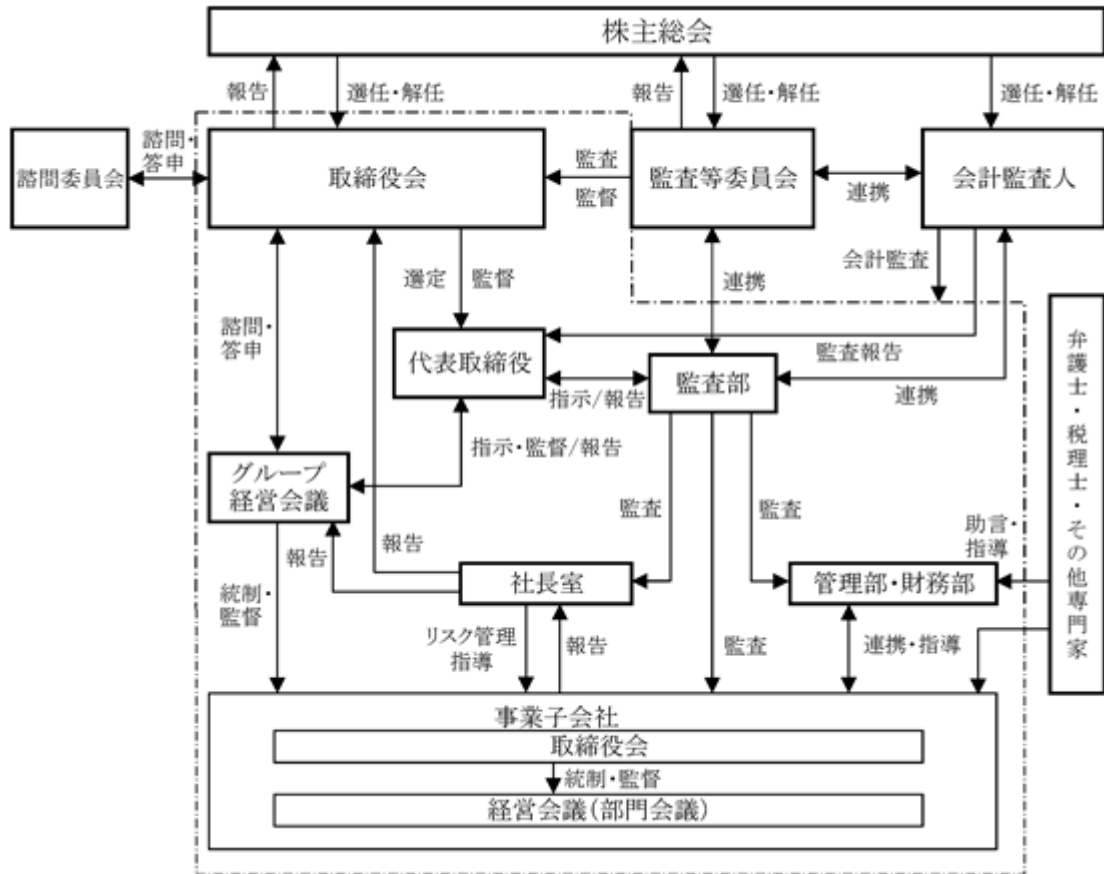 株主総会
報告
選任・解任
報告
選任・解任
選任・解任
諮問委員会
諮問・
答申
取締役会
監査
監督
監査等委員会
連携
会計監査人
選定
監督
連携
会計監査
諮問・
答申
代表取締役
監査報告
指示/報告
監査部
連携
弁護士・税理士・その他専門家
指示・監督/報告
グループ
経営会議
監査
監査
助言・
指導
報告
報告
社長室
管理部・財務部
統制・
監督
リスク管理
指導
報告
監査
連携・指導
事業子会社
取締役会
統制・監督
経営会議(部門会議)